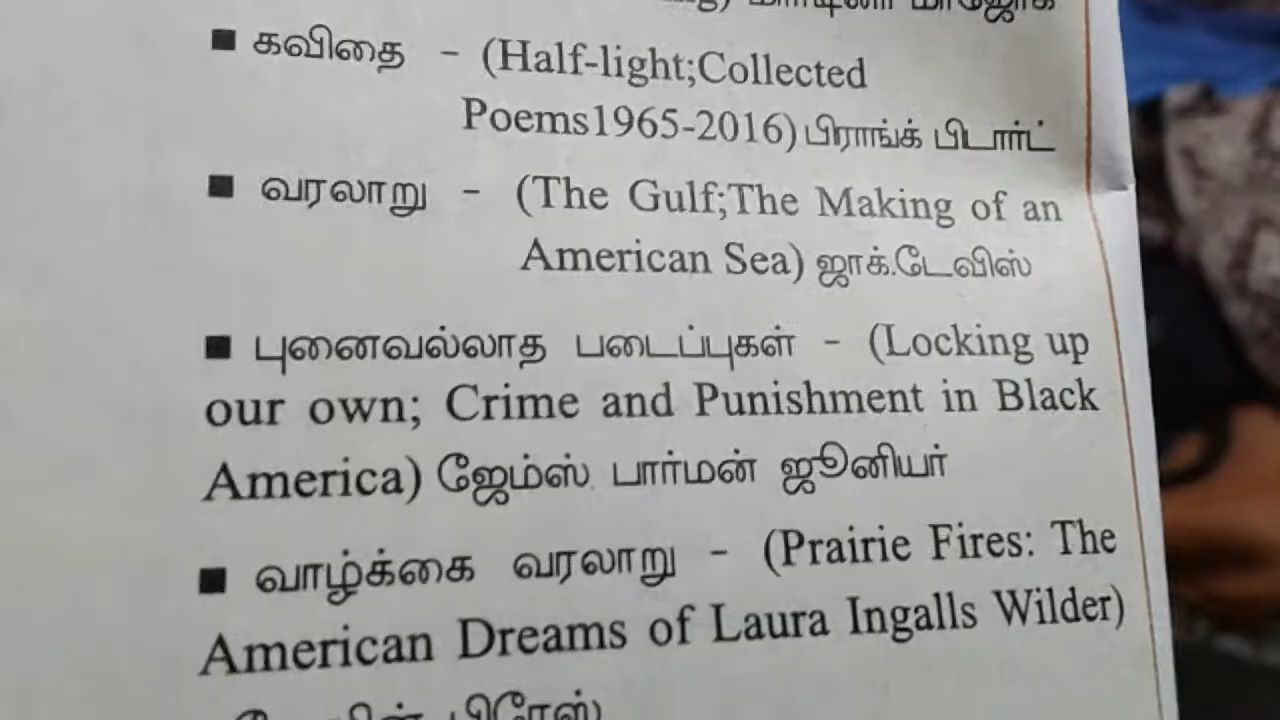 ■ கவிதை - (Half-light;Collected
Poems1965-2016) பிராங்க் பிடார்ட்
■ வரலாறு - (The Gulf;The Making of an
American Sea) ஜாக்.டேவிஸ்
■ புனைவல்லாத படைப்புகள் - (Locking up
our own; Crime and Punishment in Black
America) ஜேம்ஸ் பார்மன் ஜூனியர்
■ வாழ்க்கை வரலாறு - (Prairie Fires: The
American Dreams of Laura Ingalls Wilder)